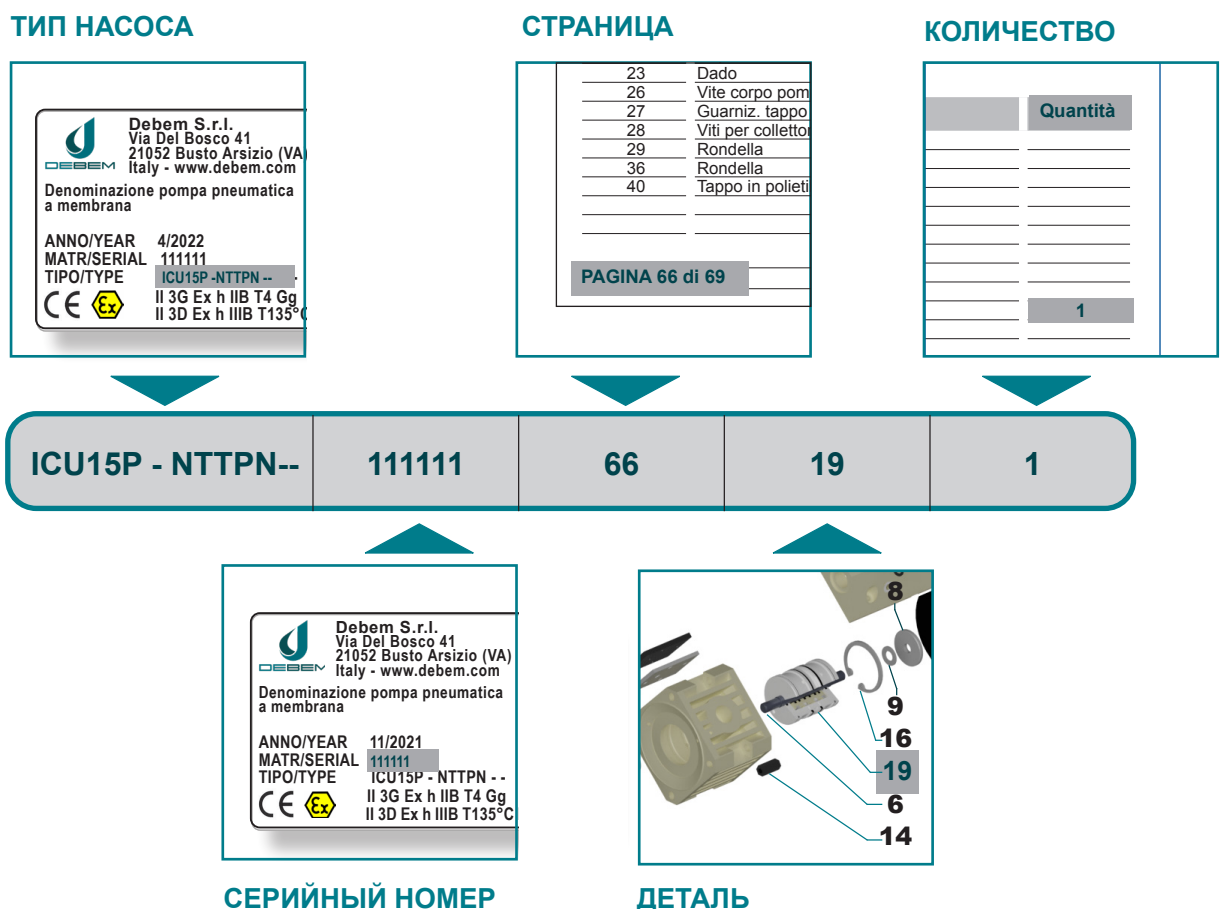 ТИП НАСОСА
СТРАНИЦА
КОЛИЧЕСТВО
Debem S.r.l.
Via Del Bosco 41
21052 Busto Arsizio (VA)
Italy - www.debem.com
DEBEM
Denominazione pompa pneumatica
a membrana
ANNO/YEAR 4/2022
MATR/SERIAL 111111
TIPO/TYPE ICU15P -NTTPN -- -
CE Ex II 3G Ex h IIB T4 Gg
II 3D Ex h IIIB T135°C
23 Dado
26 Vite corpo pom
27 Guarniz. tappo
28 Viti per collettor
29 Rondella
36 Rondella
40 Tappo in polieti
PAGINA 66 di 69
Quantità
1
ICU15P - NTTPN-- 111111 66 19 1
Debem S.r.l.
Via Del Bosco 41
21052 Busto Arsizio (VA)
Italy - www.debem.com
DEBEM
Denominazione pompa pneumatica
a membrana
ANNO/YEAR 11/2021
MATR/SERIAL 111111
TIPO/TYPE ICU15P - NTTPN - -
CE Ex II 3G Ex h IIB T4 Gg
II 3D Ex h IIIB T135°C
8
9
16
19
6
14
СЕРИЙНЫЙ НОМЕР
ДЕТАЛЬ